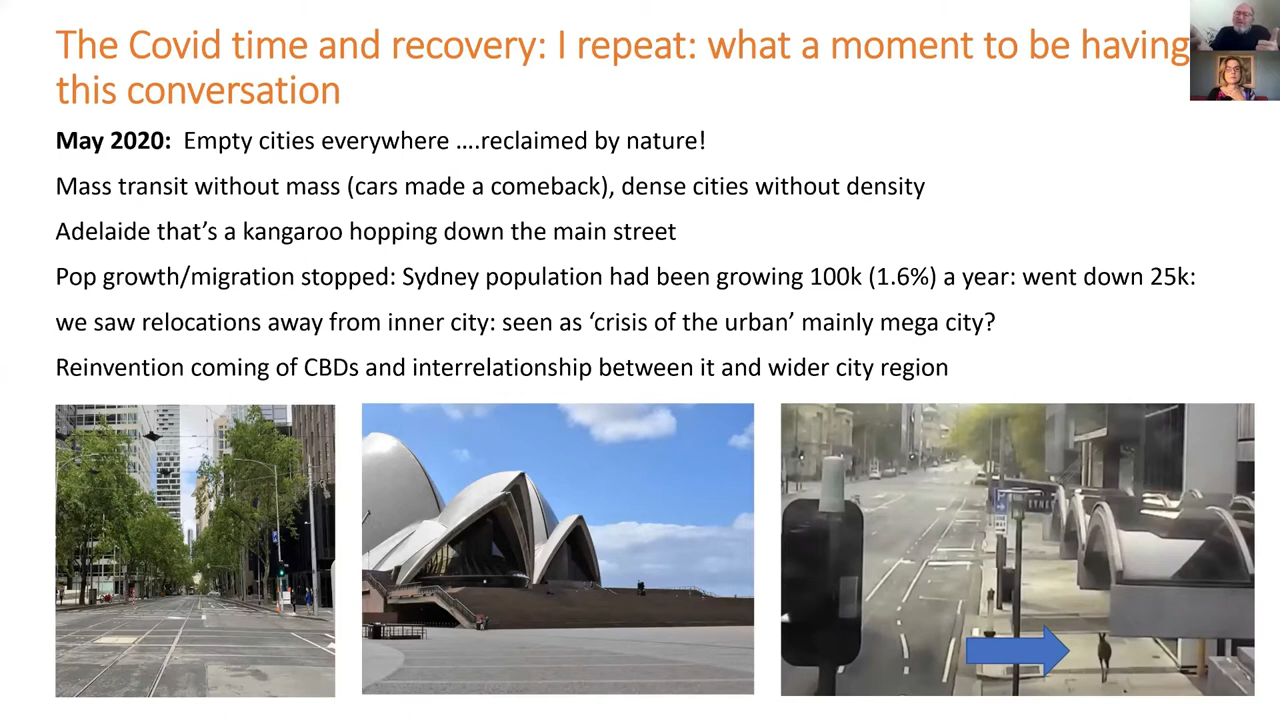 The Covid time and recovery: I repeat: what a moment to be having
this conversation
May 2020: Empty cities everywhere ....reclaimed by nature!
Mass transit without mass (cars made a comeback), dense cities without density
Adelaide that’s a kangaroo hopping down the main street
Pop growth/migration stopped: Sydney population had been growing 100k (1.6%) a year: went down 25k:
we saw relocations away from inner city: seen as ‘crisis of the urban’ mainly mega city?
Reinvention coming of CBDs and interrelationship between it and wider city region